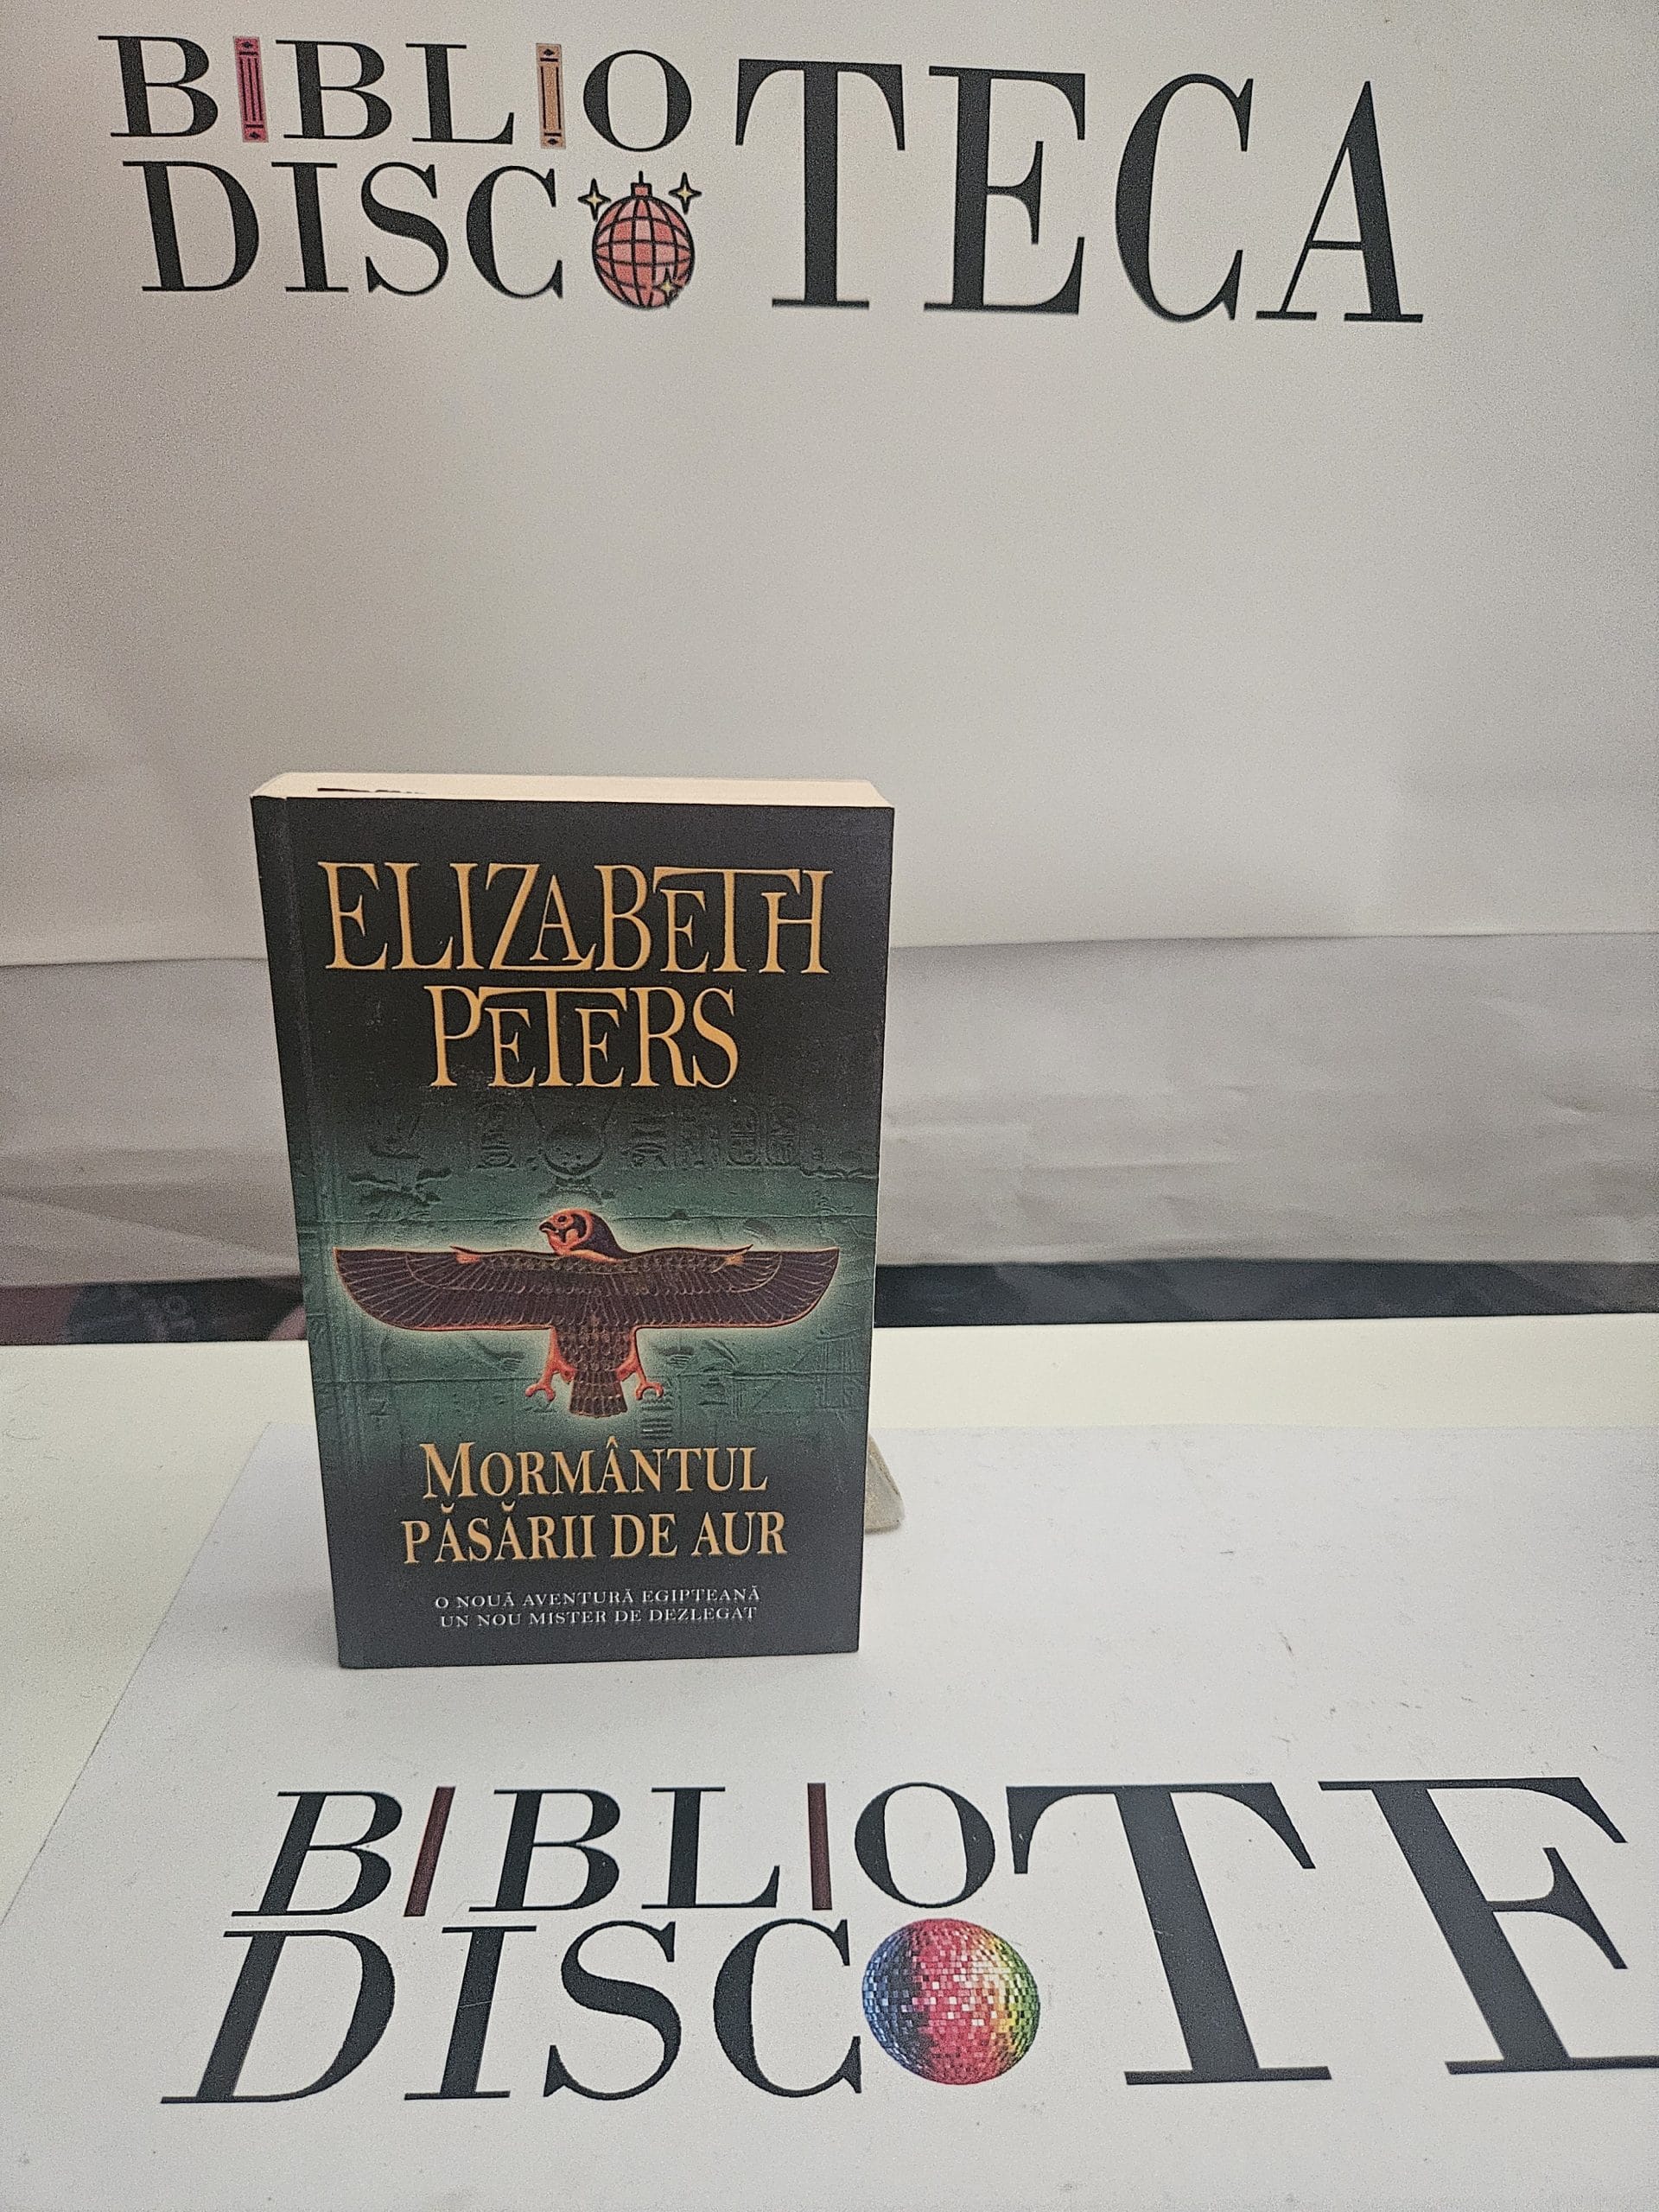 BIBLIO
DISCOTECA
ELIZABETH
PETERS
MORMÂNTUL
PĂSĂRII DE AUR
O NOUĂ AVENTURĂ EGIPTEANĂ
UN NOU MISTER DE DEZLEGAT
BIBLIO
DISCOTE